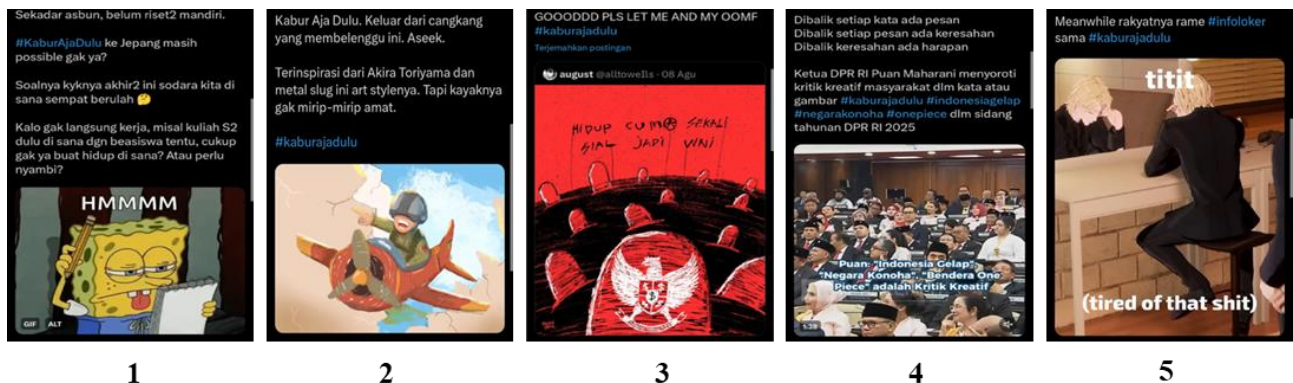 Sekadar asbun, belum riset2 mandiri.
#KaburAjaDulu ke Jepang masih
possible gak ya?
Soalnya kyknya akhir2 ini sodara kita di
sana sempat berulah 🤔
Kalo gak langsung kerja, misal kuliah S2
dulu di sana dgn beasiswa tentu, cukup
gak ya buat hidup di sana? Atau perlu
nyambi?
HMMMM
GIF ALT
1
Kabur Aja Dulu. Keluar dari cangkang
yang membelenggu ini. Aseek.
Terinspirasi dari Akira Toriyama dan
metal slug ini art stylenya. Tapi kayaknya
gak mirip-mirip amat.
#kaburajadulu
2
GOOODDD PLS LET ME AND MY OOMF
#kaburajadulu
Terjemahkan postingan
august @alltowe11s · 08 Agu
HIDUP CUMA SEKALI
SIAL JADI WNI
3
Dibalik setiap kata ada pesan
Dibalik setiap pesan ada keresahan
Dibalik keresahan ada harapan
Ketua DPR RI Puan Maharani menyoroti
kritik kreatif masyarakat dlm kata atau
gambar #kaburajadulu #indonesiagelap
#negarakonoha #onepiece dlm sidang
tahunan DPR RI 2025
Puan: "Indonesia Gelap",
"Negara Konoha", "Bendera One
Piece" adalah Kritik Kreatif
1:39
4
Meanwhile rakyatnya rame #infoloker
sama #kaburajadulu
titit
(tired of that shit)
5